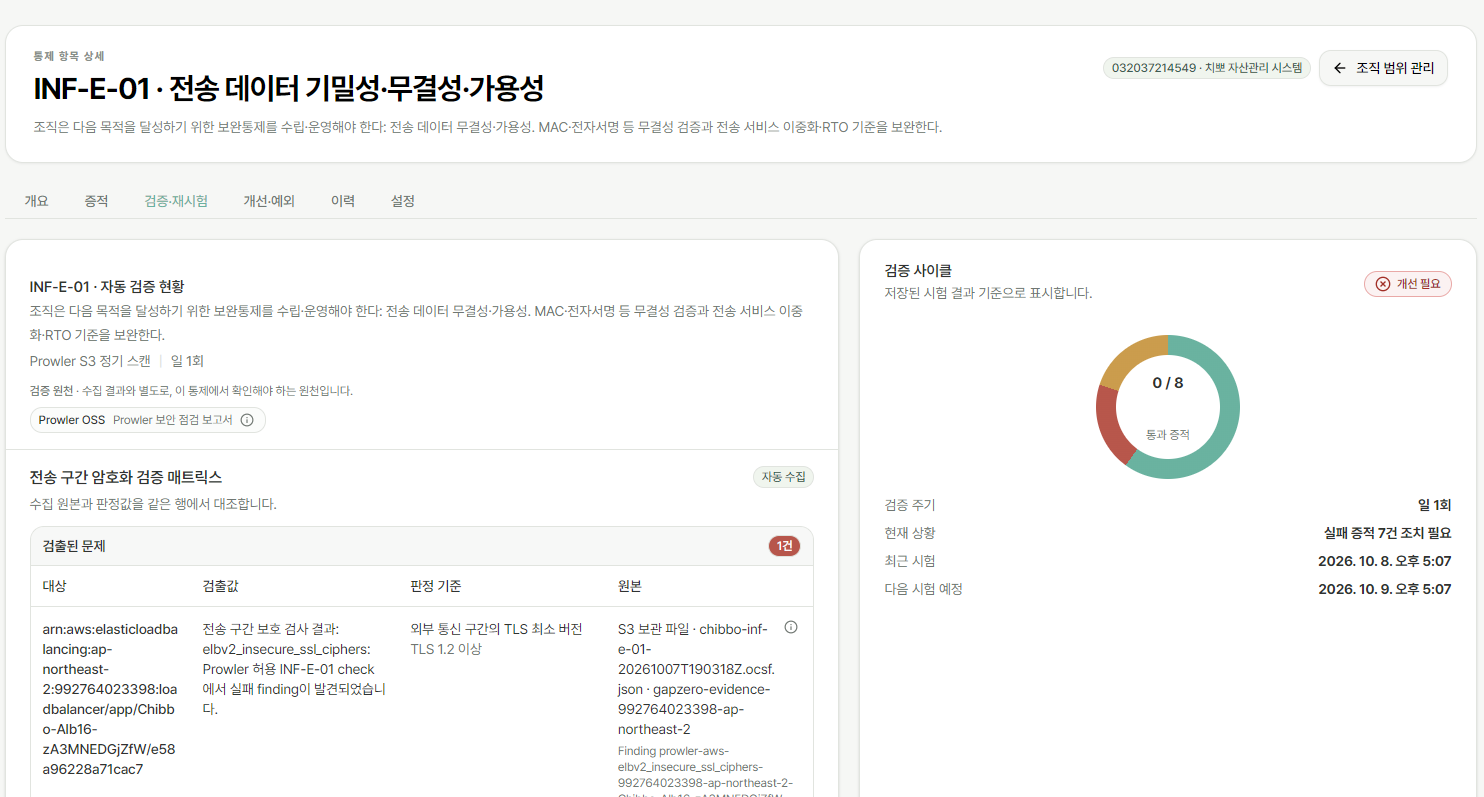 통제 항목 상세
INF-E-01 · 전송 데이터 기밀성·무결성·가용성
조직은 다음 목적을 달성하기 위한 보완통제를 수립·운영해야 한다: 전송 데이터 무결성·가용성. MAC·전자서명 등 무결성 검증과 전송 서비스 이중화·RTO 기준을 보완한다.
032037214549 · 치뽀 자산관리 시스템
조직 범위 관리
개요
증적
검증·재시험
개선·예외
이력
설정
INF-E-01 · 자동 검증 현황
조직은 다음 목적을 달성하기 위한 보완통제를 수립·운영해야 한다: 전송 데이터 무결성·가용성. MAC·전자서명 등 무결성 검증과 전송 서비스 이중
화·RTO 기준을 보완한다.
Prowler S3 정기 스캔 | 일 1회
검증 원천 · 수집 결과와 별도로, 이 통제에서 확인해야 하는 원천입니다.
Prowler OSS Prowler 보안 점검 보고서
전송 구간 암호화 검증 매트릭스
자동 수집
수집 원본과 판정값을 같은 행에서 대조합니다.
검출된 문제
1건
대상
검출값
판정 기준
원본
arn:aws:elasticloadba
lancing:ap-
northeast-
2:992764023398:loa
dbalancer/app/Chibb
o-Alb16-
zA3MNEDGjZfW/e58
a96228a71cac7
전송 구간 보호 검사 결과:
elbv2_insecure_ssl_ciphers:
Prowler 허용 INF-E-01 check
에서 실패 finding이 발견되었습니
다.
외부 통신 구간의 TLS 최소 버전
TLS 1.2 이상
S3 보관 파일 · chibbo-inf-
e-01-
20261007T190318Z.ocsf.
json · gapzero-evidence-
992764023398-ap-
northeast-2
Finding prowler-aws-
elbv2_insecure_ssl_ciphers-
992764023398-ap-northeast-2-
Chibbo-Alb16-zA3MNEDGjZfW
검증 사이클
저장된 시험 결과 기준으로 표시합니다.
개선 필요
0 / 8
통과 증적
검증 주기
일 1회
현재 상황
실패 증적 7건 조치 필요
최근 시험
2026. 10. 8. 오후 5:07
다음 시험 예정
2026. 10. 9. 오후 5:07